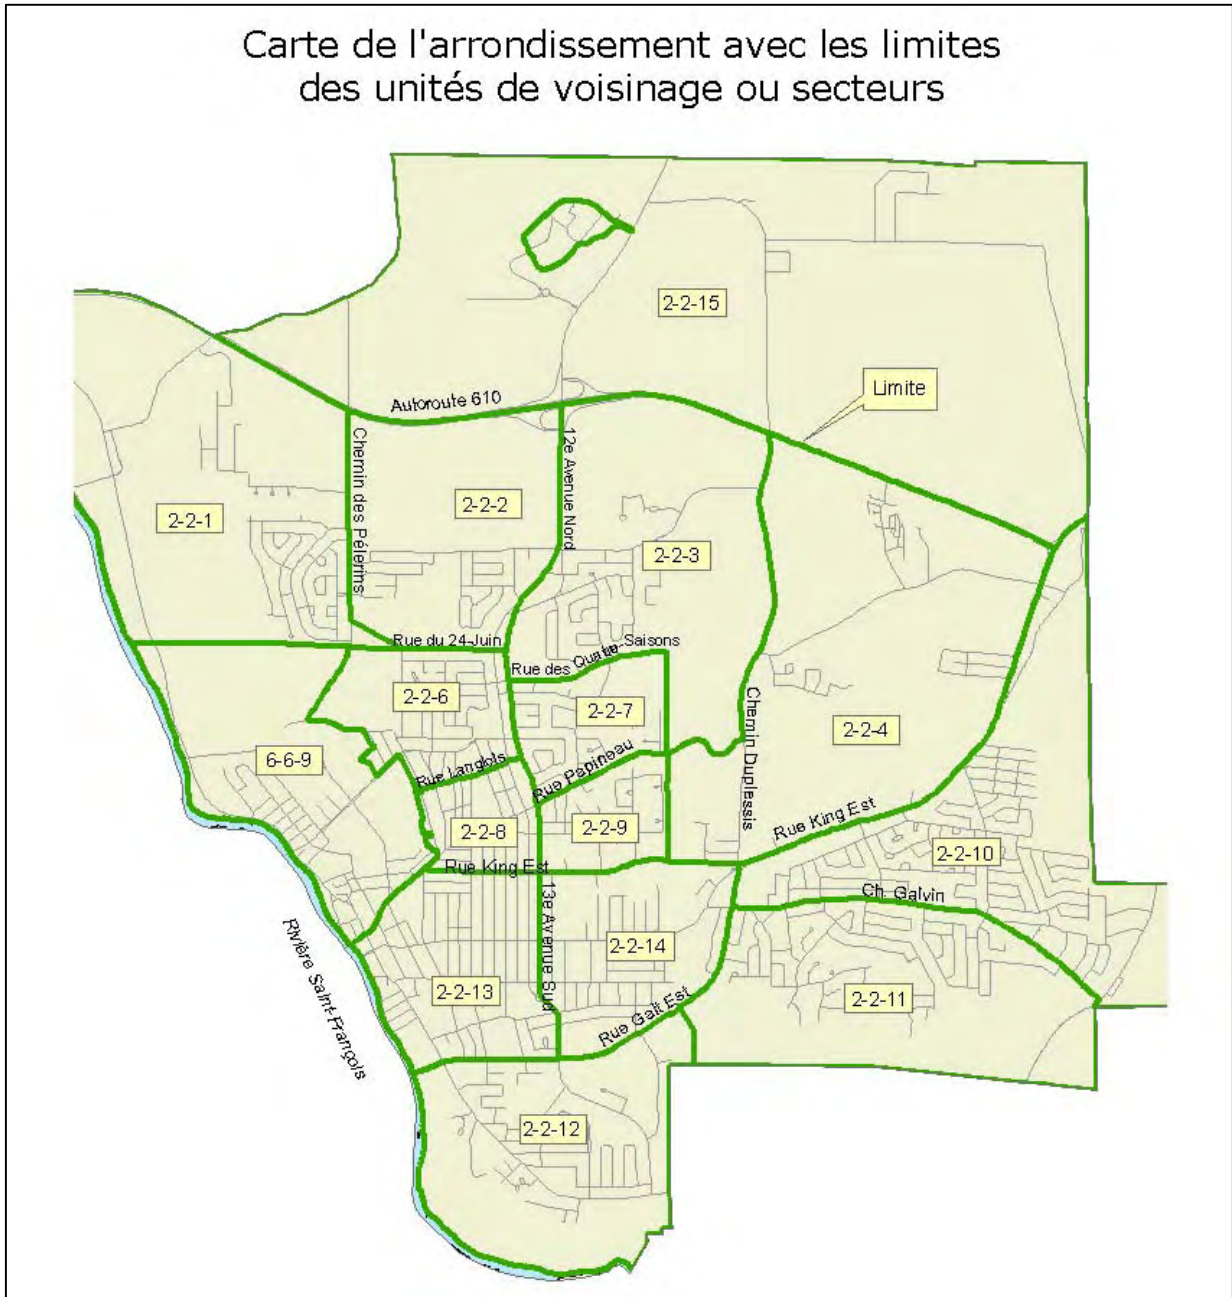 Carte de l'arrondissement avec les limites
des unités de voisinage ou secteurs
2-2-15
Limite
Autoroute 610
Chemin des Pélerins
12e Avenue Nord
2-2-1
2-2-2
2-2-3
Rue du 24-Juin
Rue des Quatre-Saisons
2-2-6
2-2-7
Chemin Duplessis
2-2-4
6-6-9
Rue Langlois
Rue Papineau
2-2-8
2-2-9
Rue King Est
2-2-10
Rue King Est
Ch. Galvin
13e Avenue Sud
2-2-14
Rivière Saint-François
2-2-13
2-2-11
Rue Galt Est
2-2-12